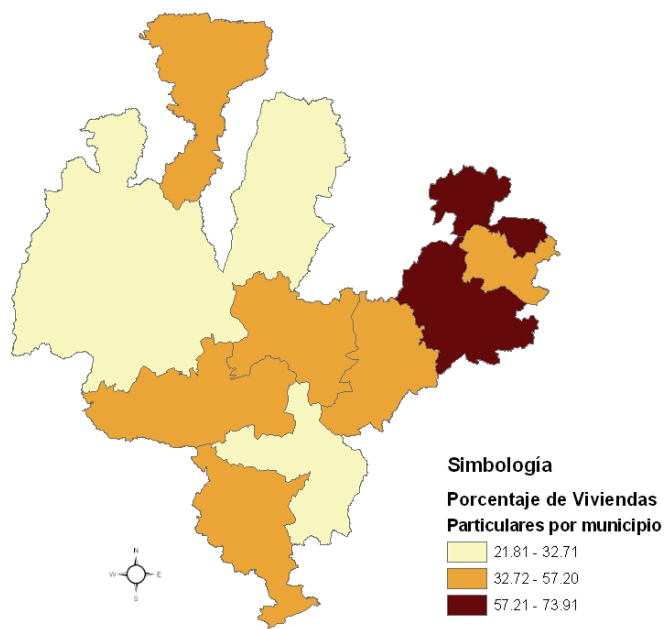 Simbología
Porcentaje de Viviendas
Particulares por municipio
21.81 - 32.71
32.72 - 57.20
57.21 - 73.91
N
W E
S